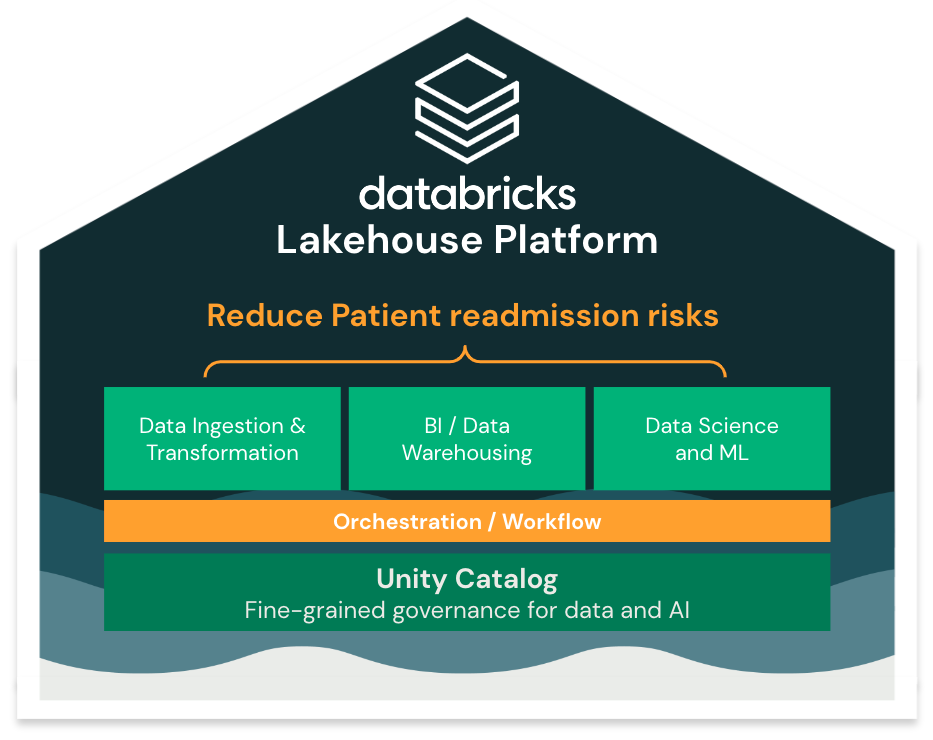 databricks
Lakehouse Platform
Reduce Patient readmission risks
Data Ingestion &
Transformation
BI / Data
Warehousing
Data Science
and ML
Orchestration / Workflow
Unity Catalog
Fine-grained governance for data and AI